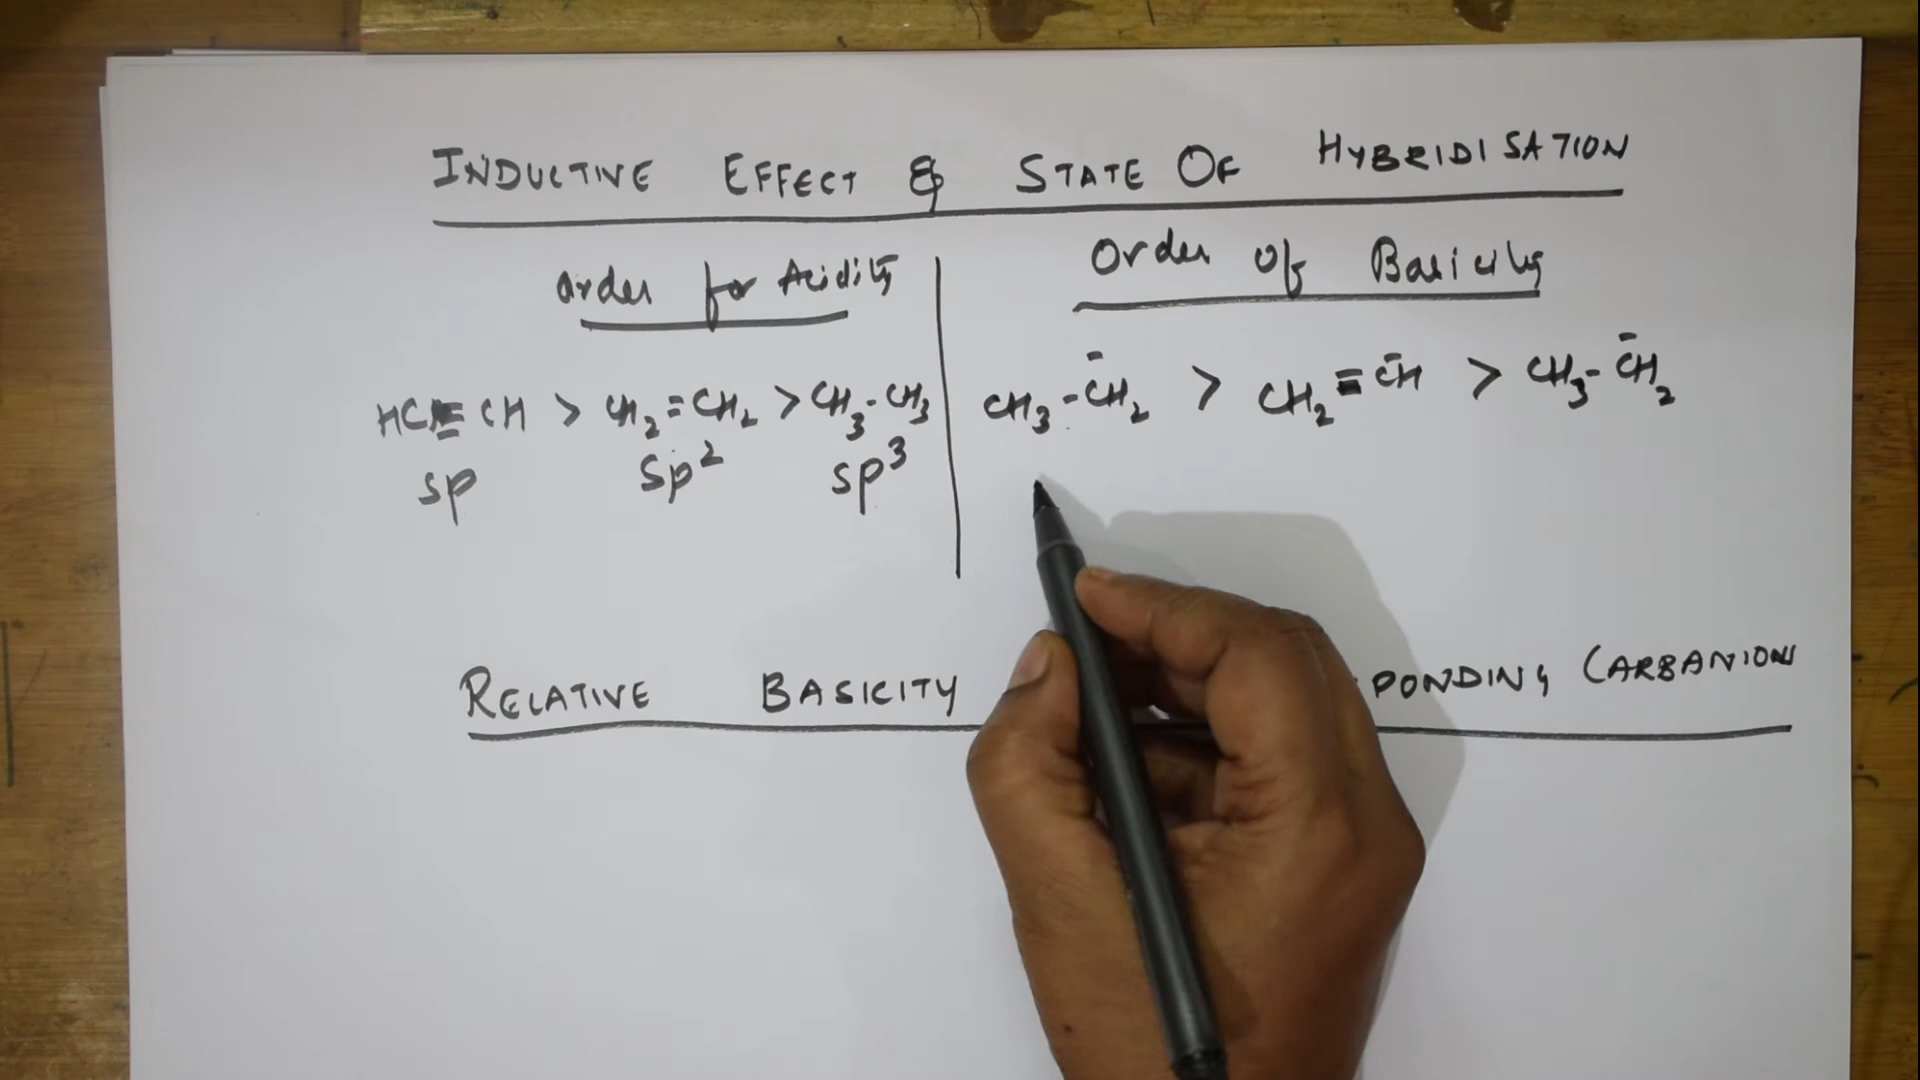 INDUCTIVE EFFECT & STATE OF HYBRIDISATION
Order for Acidity
HC≡CH > CH₂=CH₂ > CH₃-CH₃
sp sp² sp³
Order of Basicity
CH₃-C̄H₂ > CH₂=C̄H > CH₃-C̄H₂
RELATIVE BASICITY PONDING CARBANIONS